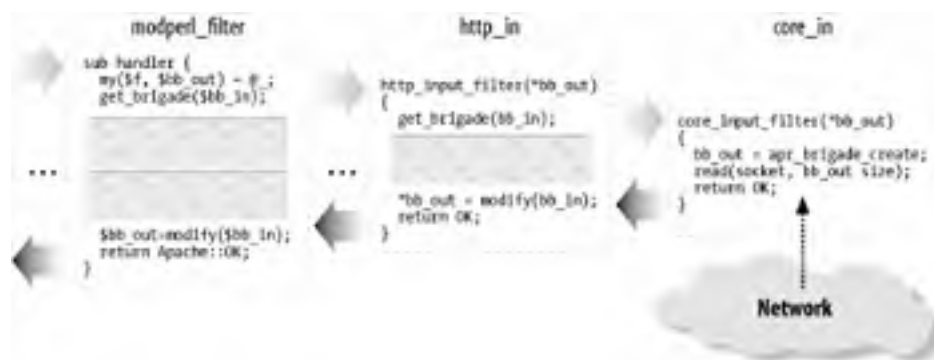 modperl_filter
sub handler {
my($f, $bb_out) = @_;
get_brigade($bb_in);
...
$bb_out=modify($bb_in);
return Apache::OK;
}
http_in
http_input_filter(*bb_out)
{
get_brigade(bb_in);
...
*bb_out = modify(bb_in);
return OK;
}
core_in
core_input_filter(*bb_out)
{
bb_out = apr_brigade_create;
read(socket, bb_out size);
return OK;
}
Network